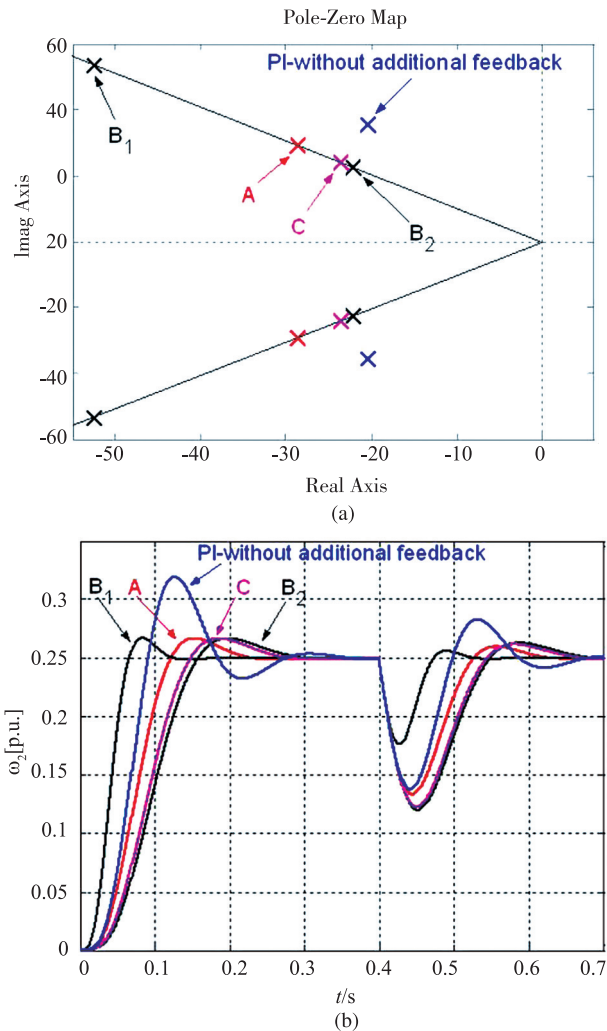 Pole-Zero Map
60
PI-without additional feedback
40
B1
20
A
C
0
B2
Imag Axis
20
-20
-40
-60
-50 -40 -30 -20 -10 0
Real Axis
(a)
PI-without additional feedback
B1 A C B2
0.3
0.25
0.2
ω2[p.u.]
0.15
0.1
0.05
0
0 0.1 0.2 0.3 0.4 0.5 0.6 0.7
t/s
(b)